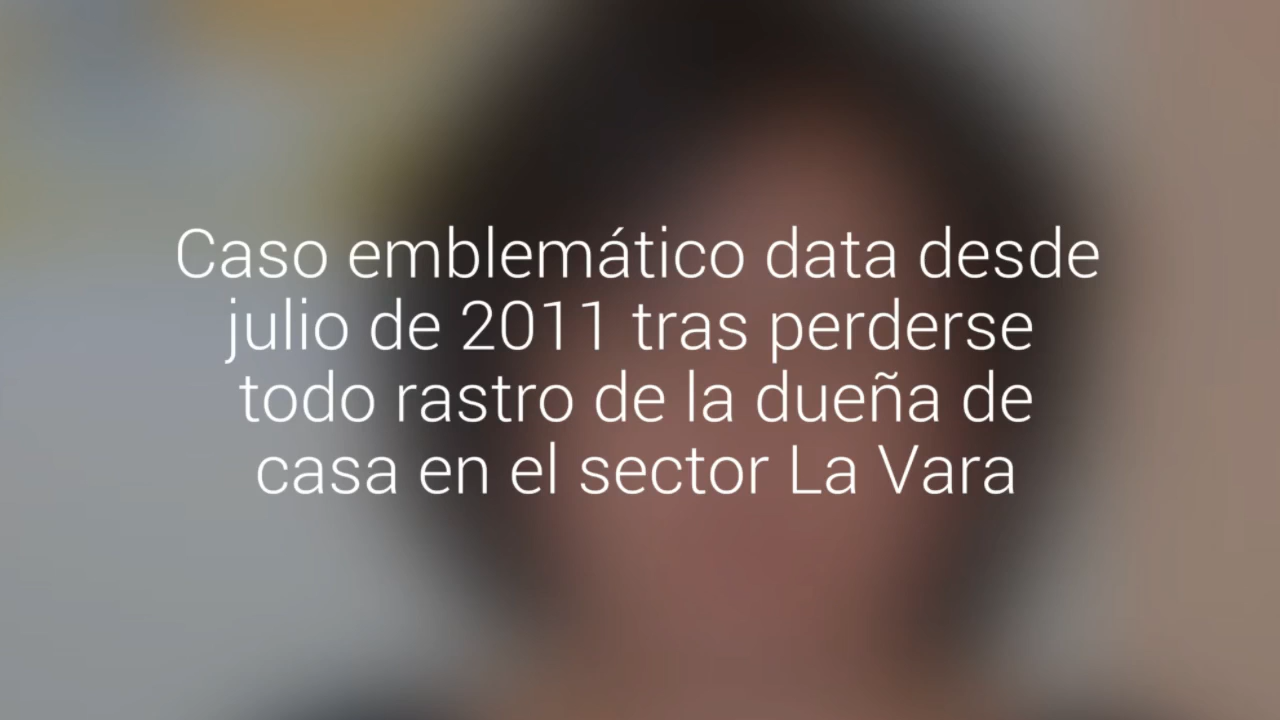 Caso emblemático data desde
julio de 2011 tras perderse
todo rastro de la dueña de
casa en el sector La Vara